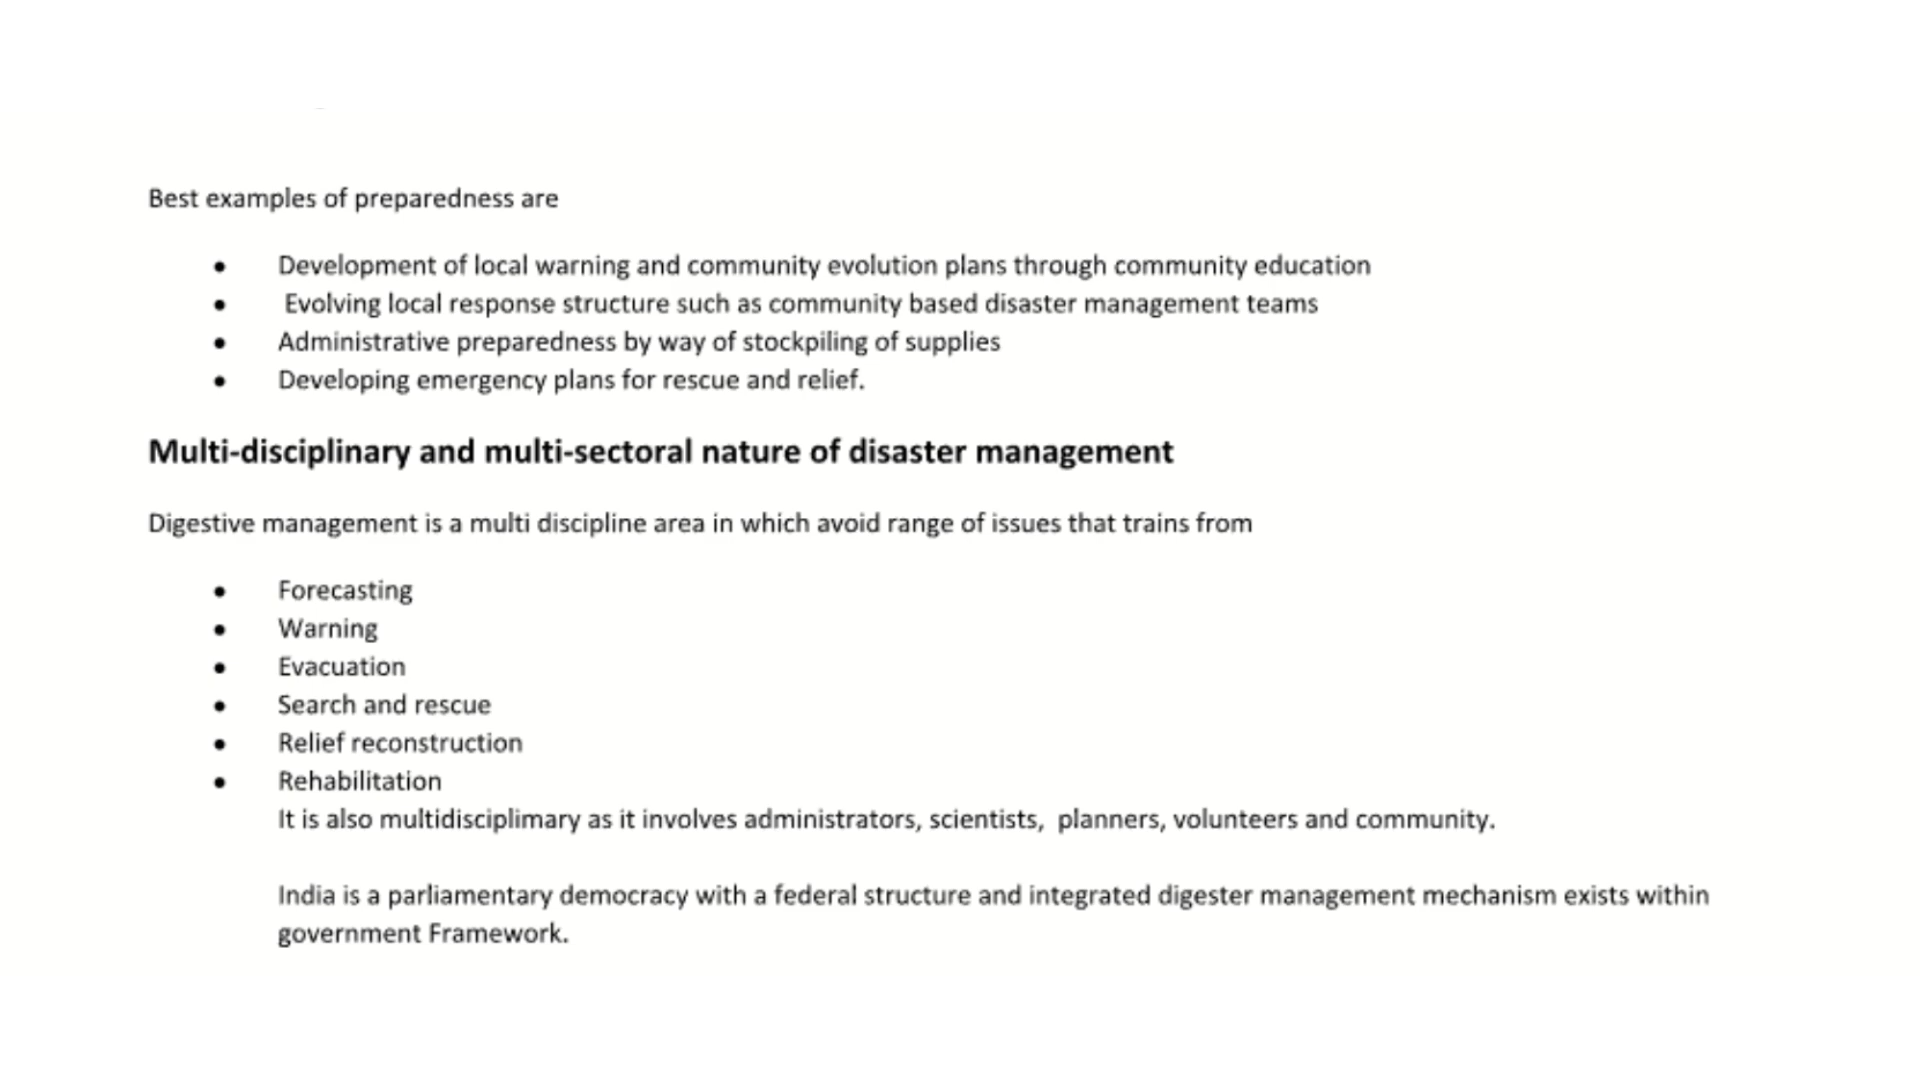 Best examples of preparedness are
• Development of local warning and community evolution plans through community education
• Evolving local response structure such as community based disaster management teams
• Administrative preparedness by way of stockpiling of supplies
• Developing emergency plans for rescue and relief.
Multi-disciplinary and multi-sectoral nature of disaster management
Digestive management is a multi discipline area in which avoid range of issues that trains from
• Forecasting
• Warning
• Evacuation
• Search and rescue
• Relief reconstruction
• Rehabilitation
It is also multidisciplimary as it involves administrators, scientists,  planners, volunteers and community.
India is a parliamentary democracy with a federal structure and integrated digester management mechanism exists within
government Framework.